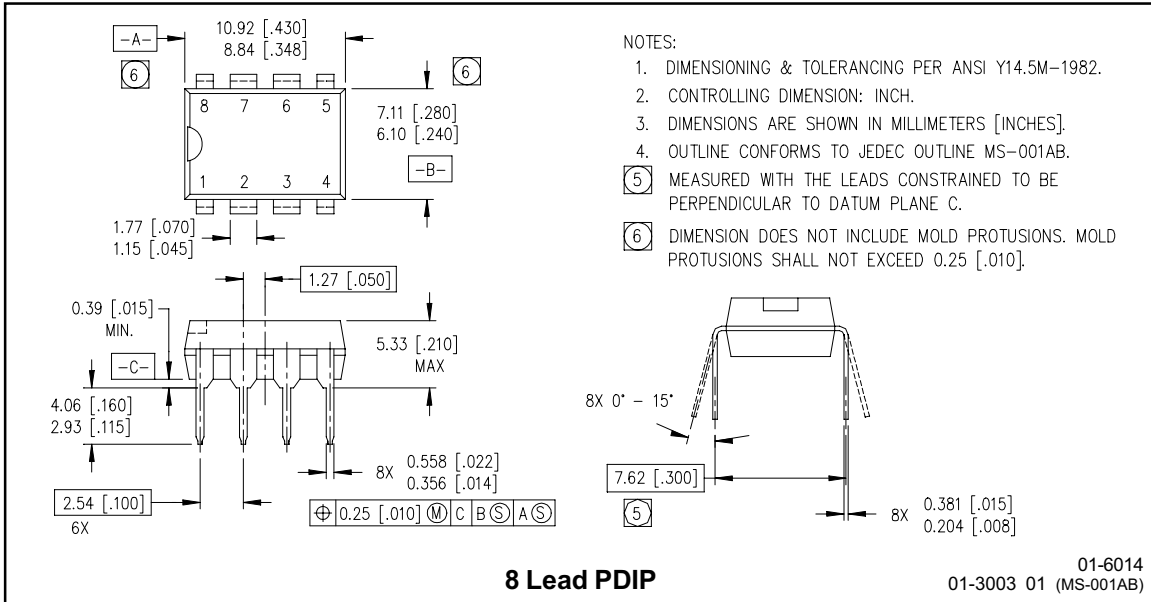 -A-
10.92 [.430]
8.84 [.348]
6
6
8 7 6 5
1 2 3 4
7.11 [.280]
6.10 [.240]
-B-
1.77 [.070]
1.15 [.045]
1.27 [.050]
0.39 [.015]
MIN.
-C-
5.33 [.210]
MAX
4.06 [.160]
2.93 [.115]
8X 0.558 [.022]
0.356 [.014]
2.54 [.100]
6X
⌖ 0.25 [.010] Ⓜ C B Ⓢ A Ⓢ
NOTES:
1. DIMENSIONING & TOLERANCING PER ANSI Y14.5M-1982.
2. CONTROLLING DIMENSION: INCH.
3. DIMENSIONS ARE SHOWN IN MILLIMETERS [INCHES].
4. OUTLINE CONFORMS TO JEDEC OUTLINE MS-001AB.
5 MEASURED WITH THE LEADS CONSTRAINED TO BE
PERPENDICULAR TO DATUM PLANE C.
6 DIMENSION DOES NOT INCLUDE MOLD PROTUSIONS. MOLD
PROTUSIONS SHALL NOT EXCEED 0.25 [.010].
8X 0° - 15°
7.62 [.300]
5
8X 0.381 [.015]
0.204 [.008]
8 Lead PDIP
01-6014
01-3003 01 (MS-001AB)